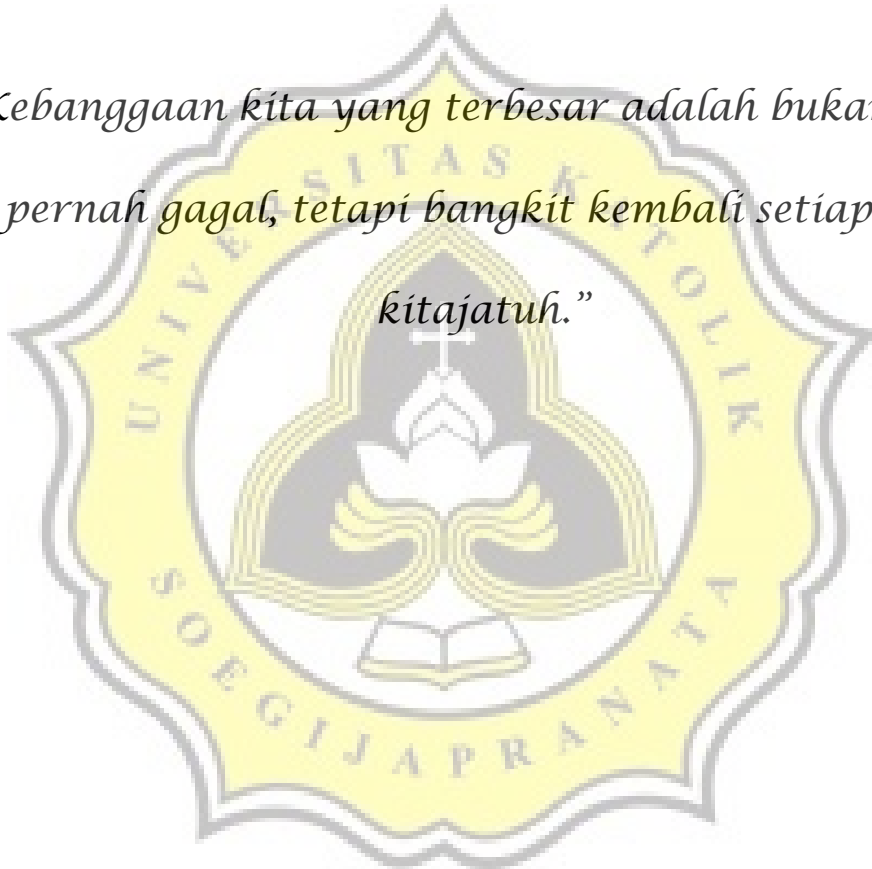 Kebanggaan kita yang terbesar adalah bukan
pernah gagal, tetapi bangkit kembali setiap
kitajatuh.”
UNIVERSITAS KATOLIK
SOEGIJAPRANATA